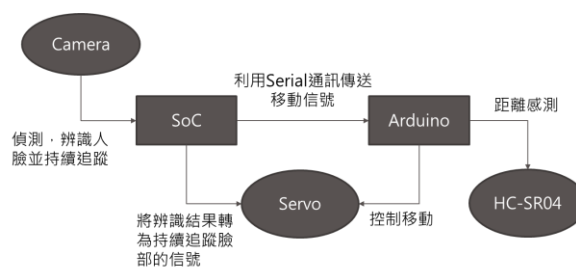 Camera
利用Serial通訊傳送
移動信號
SoC
Arduino
距離感測
偵測，辨識人
臉並持續追蹤
Servo
HC-SR04
將辨識結果轉
為持續追蹤臉
部的信號
控制移動